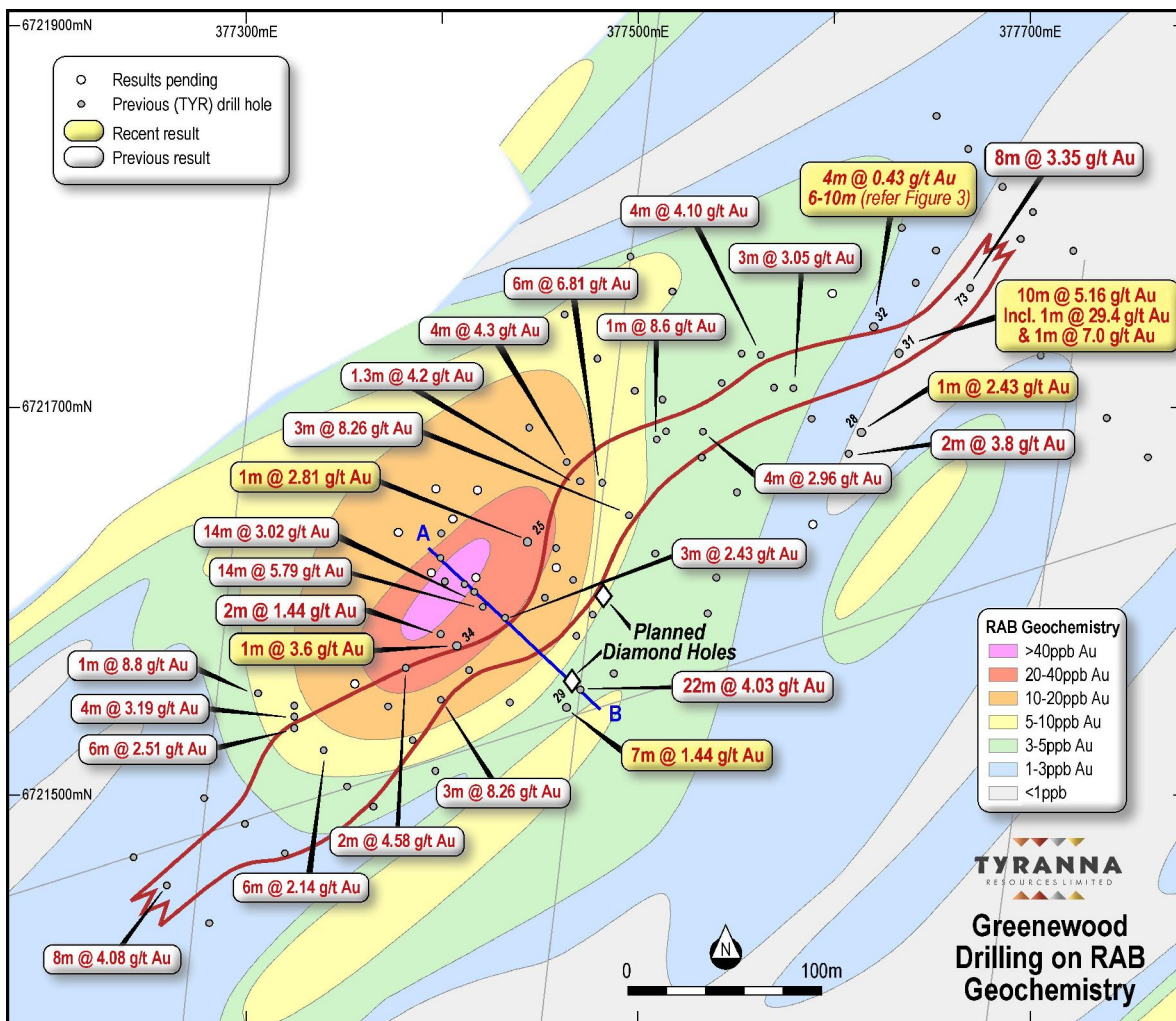 6721900mN
377300mE
377500mE
377700mE
Results pending
Previous (TYR) drill hole
Recent result
Previous result
8m @ 3.35 g/t Au
4m @ 0.43 g/t Au
6-10m (refer Figure 3)
4m @ 4.10 g/t Au
3m @ 3.05 g/t Au
6m @ 6.81 g/t Au
10m @ 5.16 g/t Au
Incl. 1m @ 29.4 g/t Au
& 1m @ 7.0 g/t Au
73
32
31
4m @ 4.3 g/t Au
1m @ 8.6 g/t Au
1.3m @ 4.2 g/t Au
1m @ 2.43 g/t Au
6721700mN
3m @ 8.26 g/t Au
28
2m @ 3.8 g/t Au
1m @ 2.81 g/t Au
4m @ 2.96 g/t Au
A
25
14m @ 3.02 g/t Au
3m @ 2.43 g/t Au
14m @ 5.79 g/t Au
2m @ 1.44 g/t Au
34
1m @ 3.6 g/t Au
Planned
Diamond Holes
RAB Geochemistry
>40ppb Au
20-40ppb Au
10-20ppb Au
5-10ppb Au
3-5ppb Au
1-3ppb Au
<1ppb
1m @ 8.8 g/t Au
4m @ 3.19 g/t Au
6m @ 2.51 g/t Au
29
22m @ 4.03 g/t Au
B
7m @ 1.44 g/t Au
3m @ 8.26 g/t Au
6721500mN
2m @ 4.58 g/t Au
6m @ 2.14 g/t Au
8m @ 4.08 g/t Au
N
0
100m
TYRANNA
RESOURCES LIMITED
Greenewood
Drilling on RAB
Geochemistry